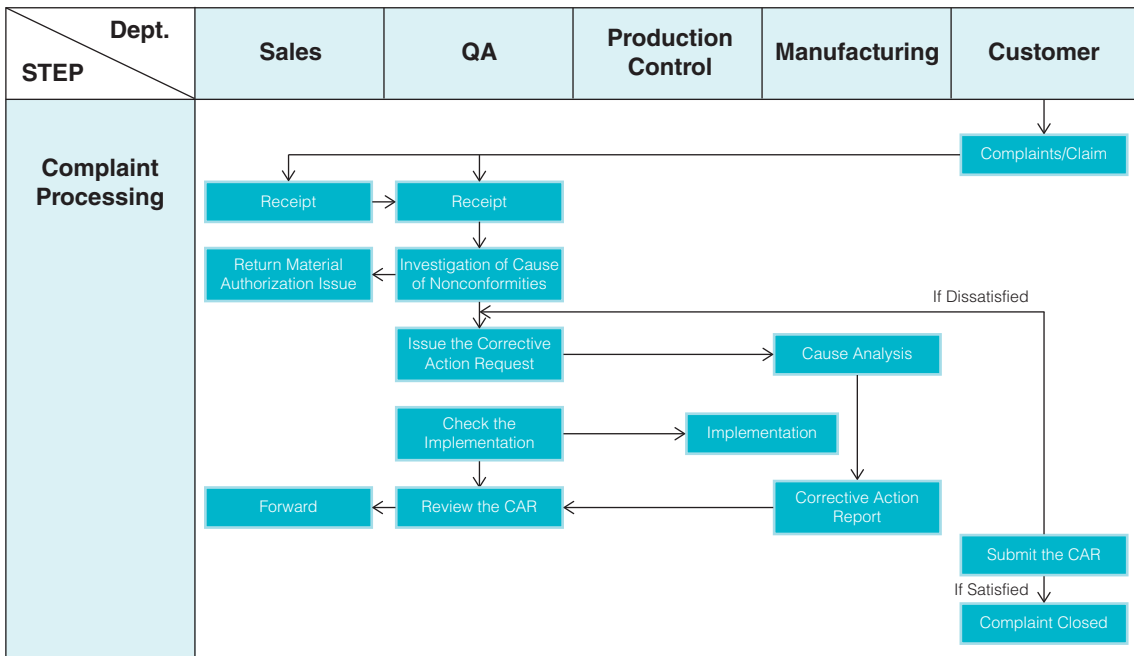 Dept.
STEP
Sales
QA
Production
Control
Manufacturing
Customer
Complaint
Processing
Complaints/Claim
Receipt
Receipt
Return Material
Authorization Issue
Investigation of Cause
of Nonconformities
If Dissatisfied
Issue the Corrective
Action Request
Cause Analysis
Check the
Implementation
Implementation
Forward
Review the CAR
Corrective Action
Report
Submit the CAR
If Satisfied
Complaint Closed